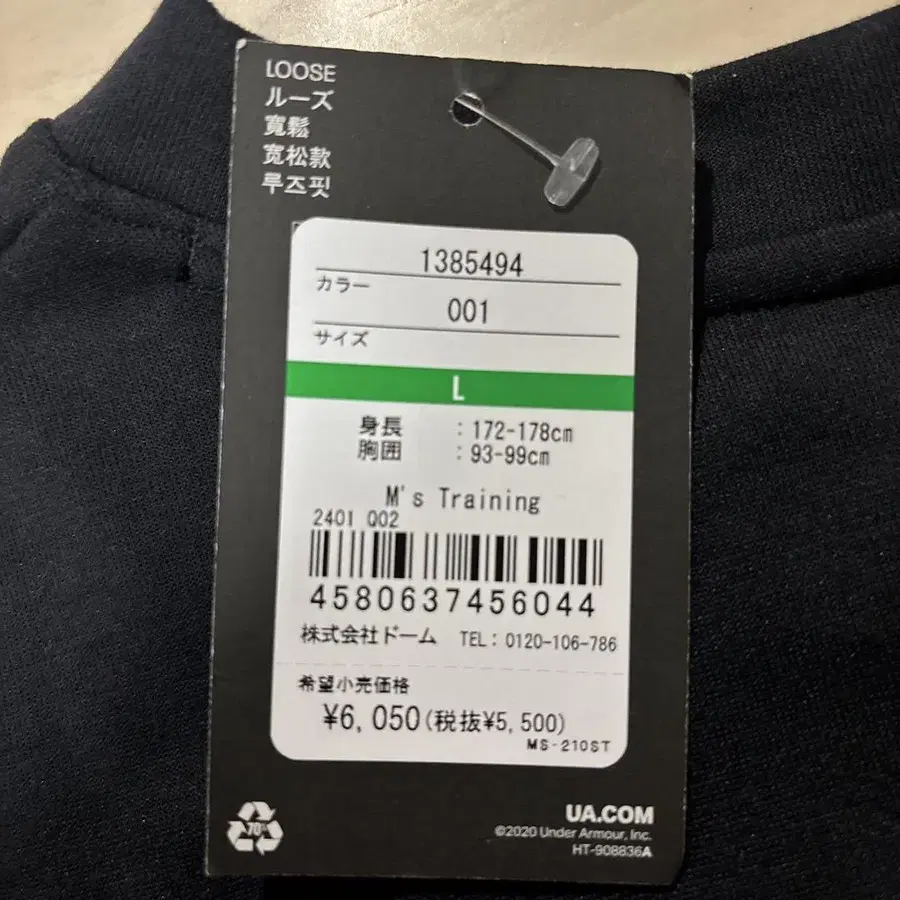 LOOSE
ルーズ
寬鬆
宽松款
루즈핏
1385494
カラー
001
サイズ
L
身長 : 172-178cm
胸囲 : 93-99cm
M's Training
2401 Q02
4580637456044
株式会社ドーム TEL: 0120-106-786
希望小売価格
¥6,050(税抜¥5,500)
MS-210ST
70%
UA.COM
©2020 Under Armour, Inc.
HT-908836A